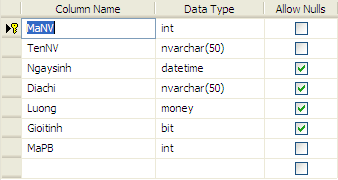 Column Name Data Type Allow Nulls
MaNV int
TenNV nvarchar(50)
Ngaysinh datetime
Diachi nvarchar(50)
Luong money
Gioitinh bit
MaPB int